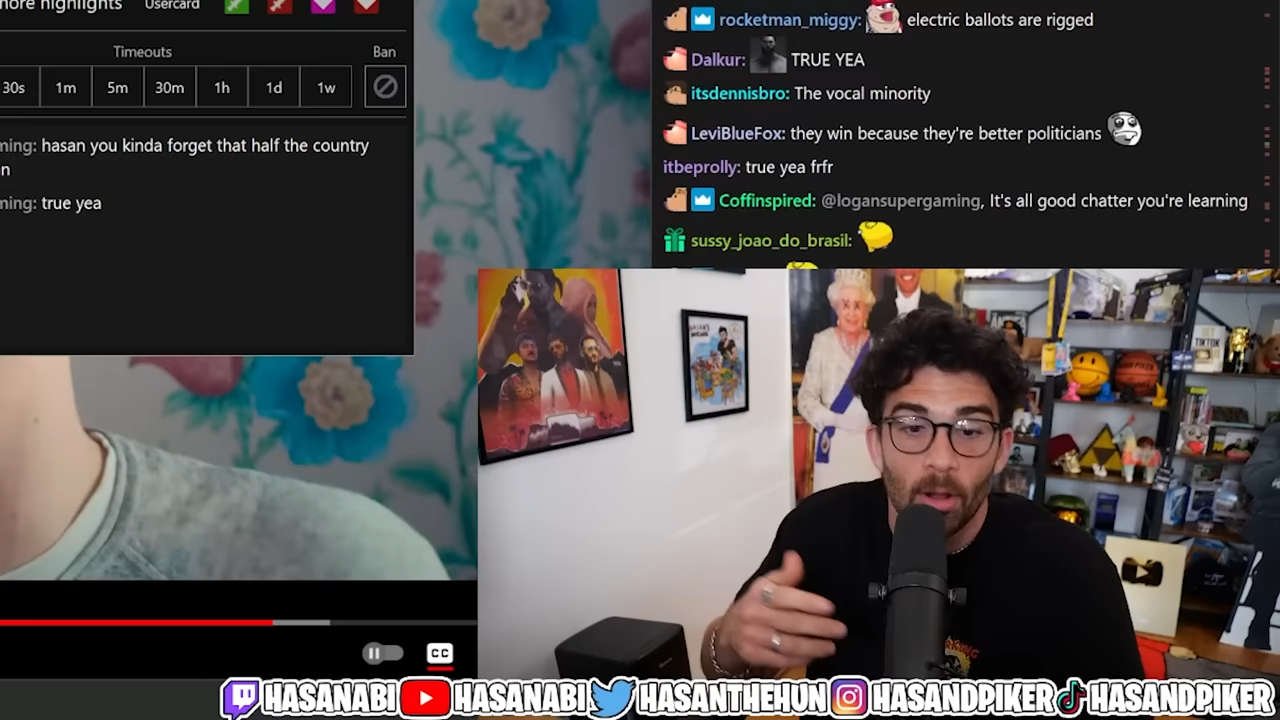 nore highlights Usercard
Timeouts Ban
30s 1m 5m 30m 1h 1d 1w
ning: hasan you kinda forget that half the country
n
ning: true yea
rocketman_miggy: electric ballots are rigged
Dalkur: TRUE YEA
itsdennisbro: The vocal minority
LeviBlueFox: they win because they're better politicians
itbeprolly: true yea frfr
Coffinspired: @logansupergaming, It's all good chatter you're learning
sussy_joao_do_brasil:
TIKTOK
CC
HASANABI HASANABI HASANTHEHUN HASANDPIKER HASANDPIKER